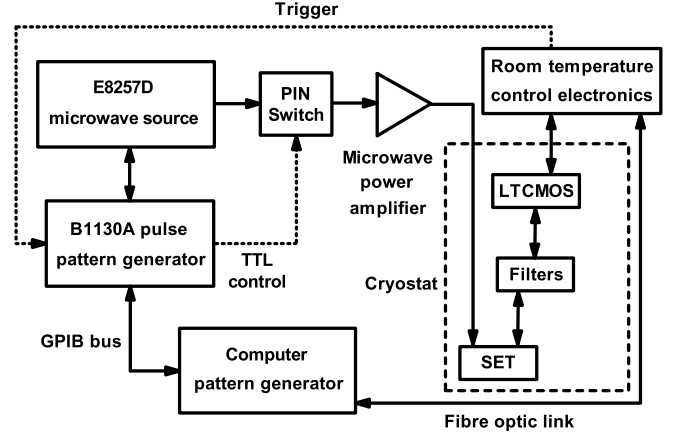 Trigger
E8257D
microwave source
PIN
Switch
Room temperature
control electronics
Microwave
power
amplifier
LTCMOS
B1130A pulse
pattern generator
TTL
control
Cryostat
Filters
GPIB bus
Computer
pattern generator
SET
Fibre optic link